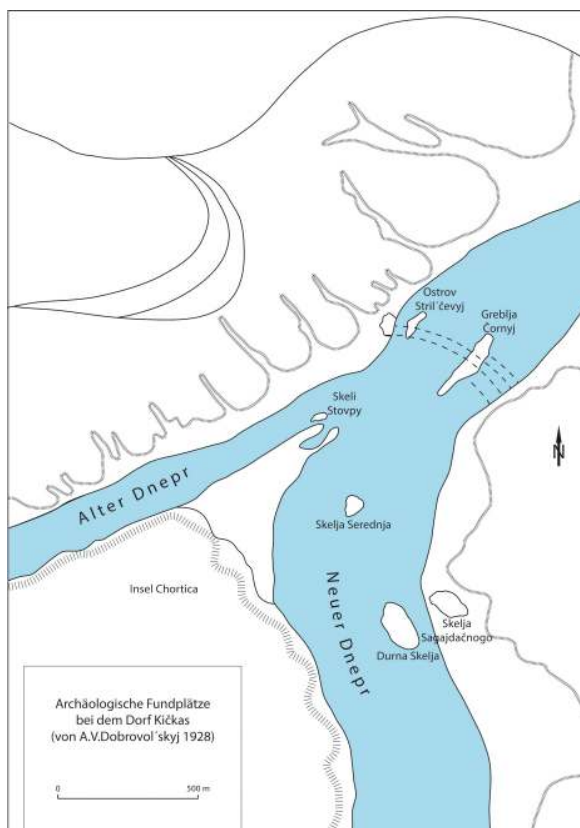 Ostrov
Stril´čevyj
Greblja
Čornyj
Skeli
Stovpy
N
Alter Dnepr
Skelja Serednja
Insel Chortica
Neuer Dnepr
Skelja
Sagajdačnogo
Durna Skelja
Archäologische Fundplätze
bei dem Dorf Kičkas
(von A.V.Dobrovol´skyj 1928)
0 500 m